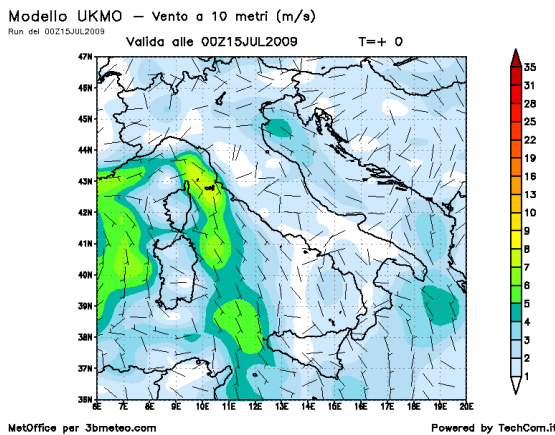 Modello UKMO - Vento a 10 metri (m/s)
Run del 00Z15JUL2009
Valida alle 00Z15JUL2009 T=+ 0
47N
46N
45N
44N
43N
42N
41N
40N
39N
38N
37N
36N
6E 7E 8E 9E 10E 11E 12E 13E 14E 15E 16E 17E 18E 19E 20E
35
31
28
25
22
19
16
13
10
9
8
7
6
5
4
3
2
1
MetOffice per 3bmeteo.com Powered by TechCom.it